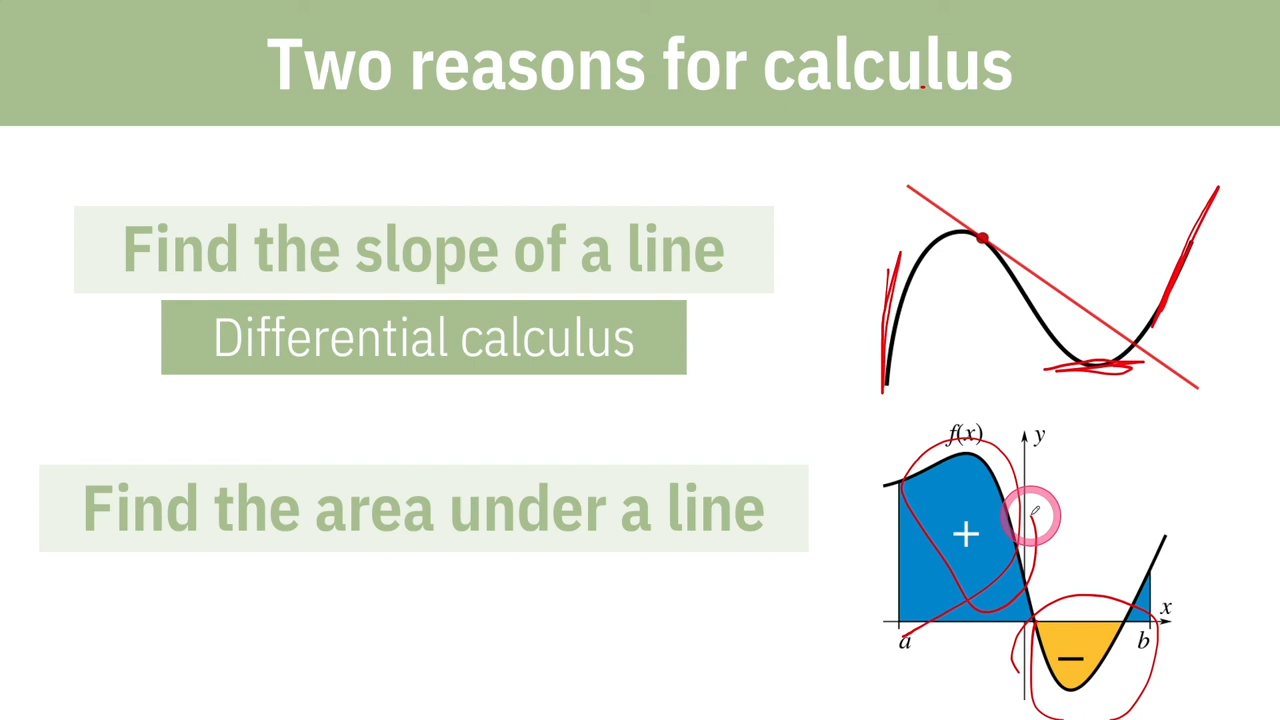 Two reasons for calculus
Find the slope of a line
Differential calculus
f(x)
y
+
Find the area under a line
x
a
b
−